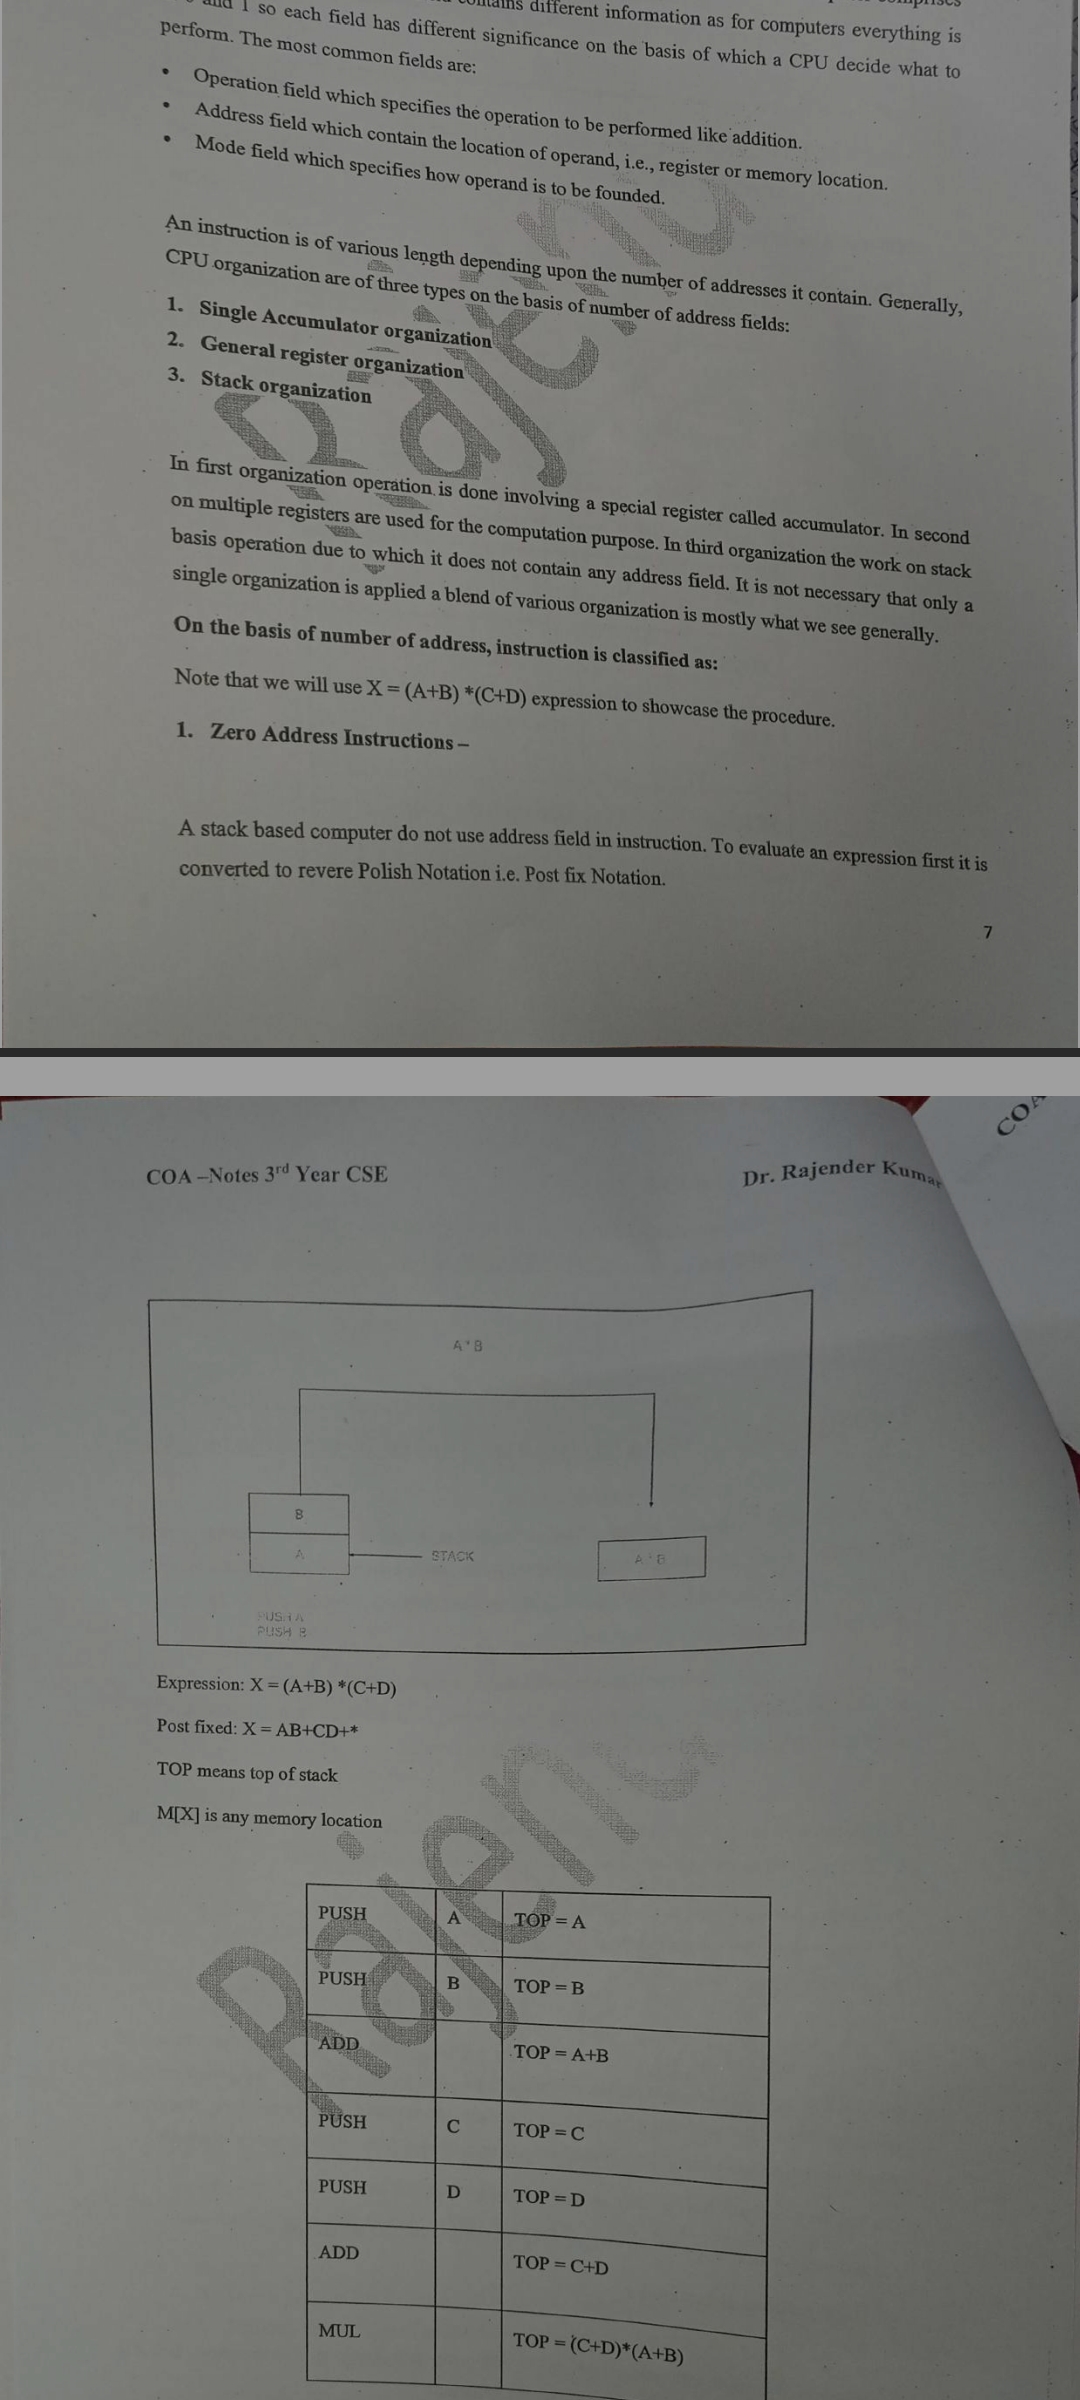 and 1 so each field has different significance on the basis of which a CPU decide what to
different information as for computers everything is
perform. The most common fields are:
• Operation field which specifies the operation to be performed like addition.
• Address field which contain the location of operand, i.e., register or memory location.
• Mode field which specifies how operand is to be founded.
An instruction is of various length depending upon the number of addresses it contain. Generally,
CPU organization are of three types on the basis of number of address fields:
1. Single Accumulator organization
2. General register organization
3. Stack organization
In first organization operation is done involving a special register called accumulator. In second
on multiple registers are used for the computation purpose. In third organization the work on stack
basis operation due to which it does not contain any address field. It is not necessary that only a
single organization is applied a blend of various organization is mostly what we see generally.
On the basis of number of address, instruction is classified as:
Note that we will use X = (A+B) *(C+D) expression to showcase the procedure.
1. Zero Address Instructions –
A stack based computer do not use address field in instruction. To evaluate an expression first it is
converted to revere Polish Notation i.e. Post fix Notation.
7
COA
COA –Notes 3rd Year CSE
Dr. Rajender Kumar
A*B
B
A
STACK
A*B
PUSH A
PUSH B
Expression: X = (A+B) *(C+D)
Post fixed: X = AB+CD+*
TOP means top of stack
M[X] is any memory location
Rajend
PUSH A TOP = A
PUSH B TOP = B
ADD TOP = A+B
PUSH C TOP = C
PUSH D TOP = D
ADD TOP = C+D
MUL TOP = (C+D)*(A+B)